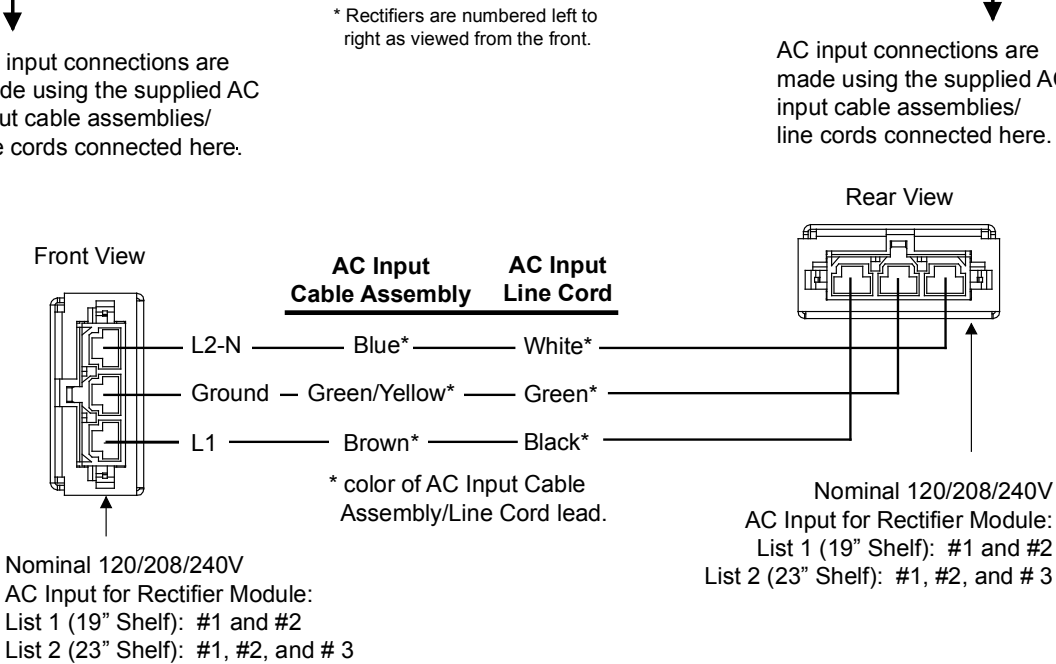 * Rectifiers are numbered left to
right as viewed from the front.
input connections are
de using the supplied AC
ut cable assemblies/
cords connected here.
AC input connections are
made using the supplied AC
input cable assemblies/
line cords connected here.
Rear View
Front View
AC Input
Cable Assembly
AC Input
Line Cord
L2-N Blue* White*
Ground Green/Yellow* Green*
L1 Brown* Black*
* color of AC Input Cable
Assembly/Line Cord lead.
Nominal 120/208/240V
AC Input for Rectifier Module:
List 1 (19” Shelf): #1 and #2
List 2 (23” Shelf): #1, #2, and # 3
Nominal 120/208/240V
AC Input for Rectifier Module:
List 1 (19” Shelf): #1 and #2
List 2 (23” Shelf): #1, #2, and # 3